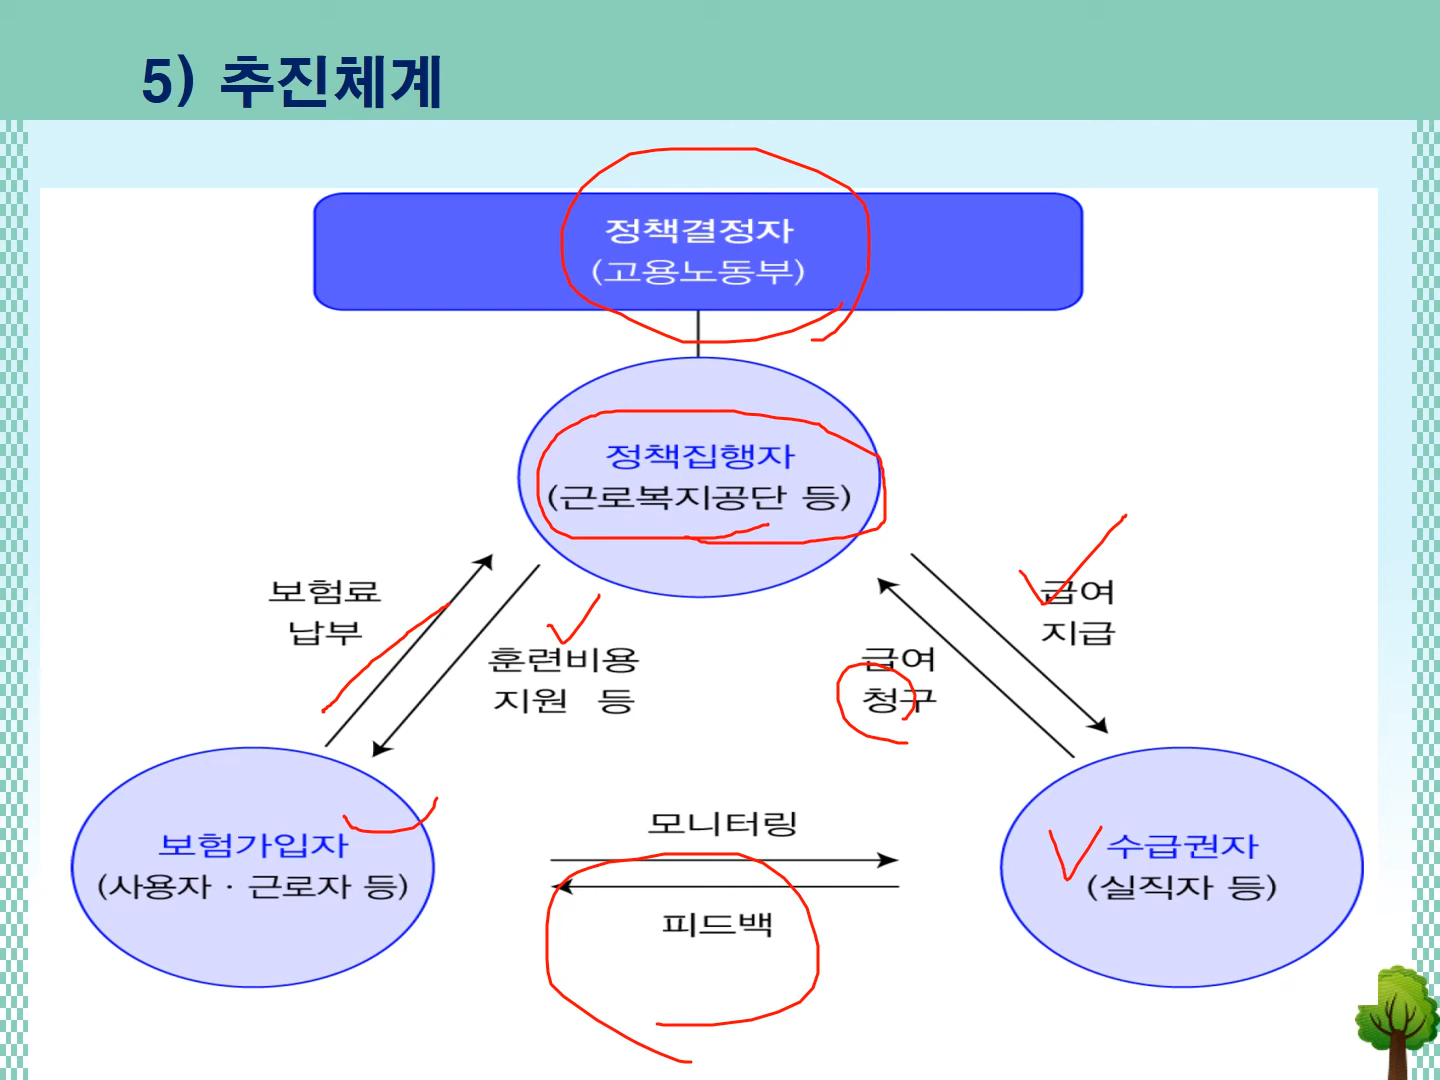 5) 추진체계
정책결정자
(고용노동부)
정책집행자
(근로복지공단 등)
보험료
납부
훈련비용
지원 등
급여
청구
급여
지급
보험가입자
(사용자 · 근로자 등)
모니터링
피드백
수급권자
(실직자 등)